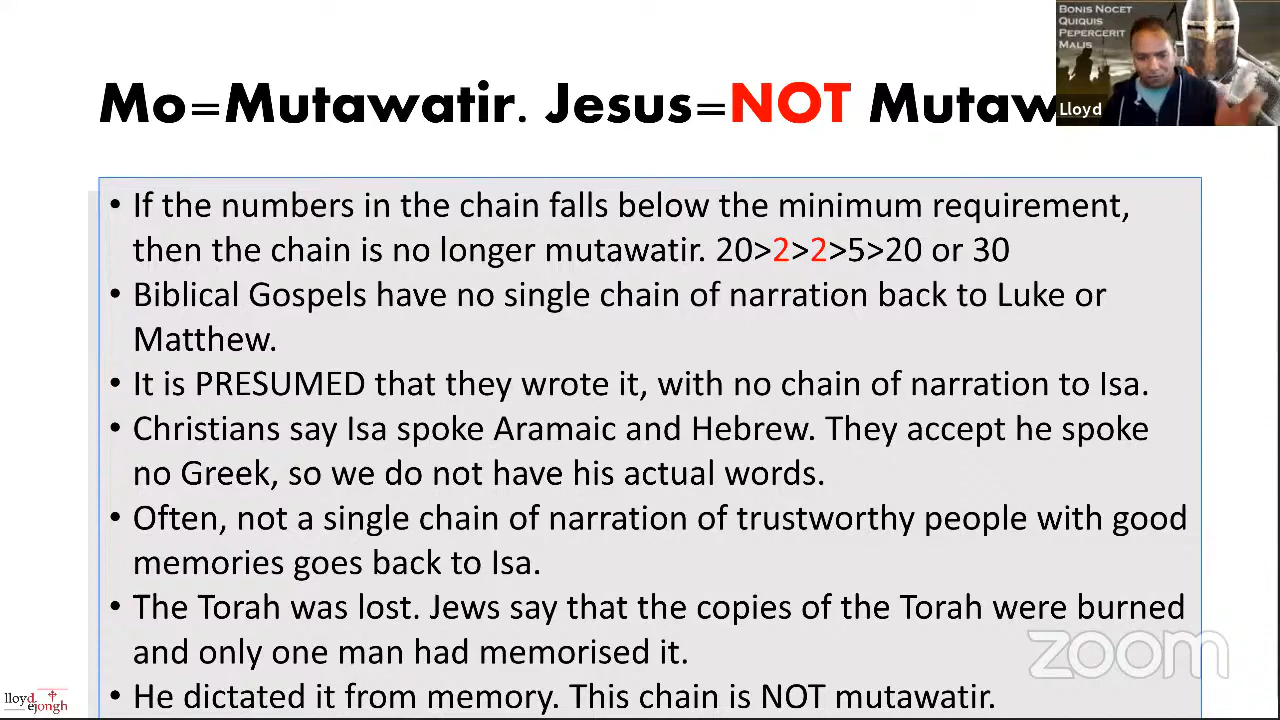 Bonis Nocet
Quiquis
Pepercerit
Malis
Lloyd
Mo=Mutawatir. Jesus=NOT Mutaw
• If the numbers in the chain falls below the minimum requirement,
then the chain is no longer mutawatir. 20>2>2>5>20 or 30
• Biblical Gospels have no single chain of narration back to Luke or
Matthew.
• It is PRESUMED that they wrote it, with no chain of narration to Isa.
• Christians say Isa spoke Aramaic and Hebrew. They accept he spoke
no Greek, so we do not have his actual words.
• Often, not a single chain of narration of trustworthy people with good
memories goes back to Isa.
• The Torah was lost. Jews say that the copies of the Torah were burned
and only one man had memorised it.
• He dictated it from memory. This chain is NOT mutawatir.
zoom
lloyd
ejongh